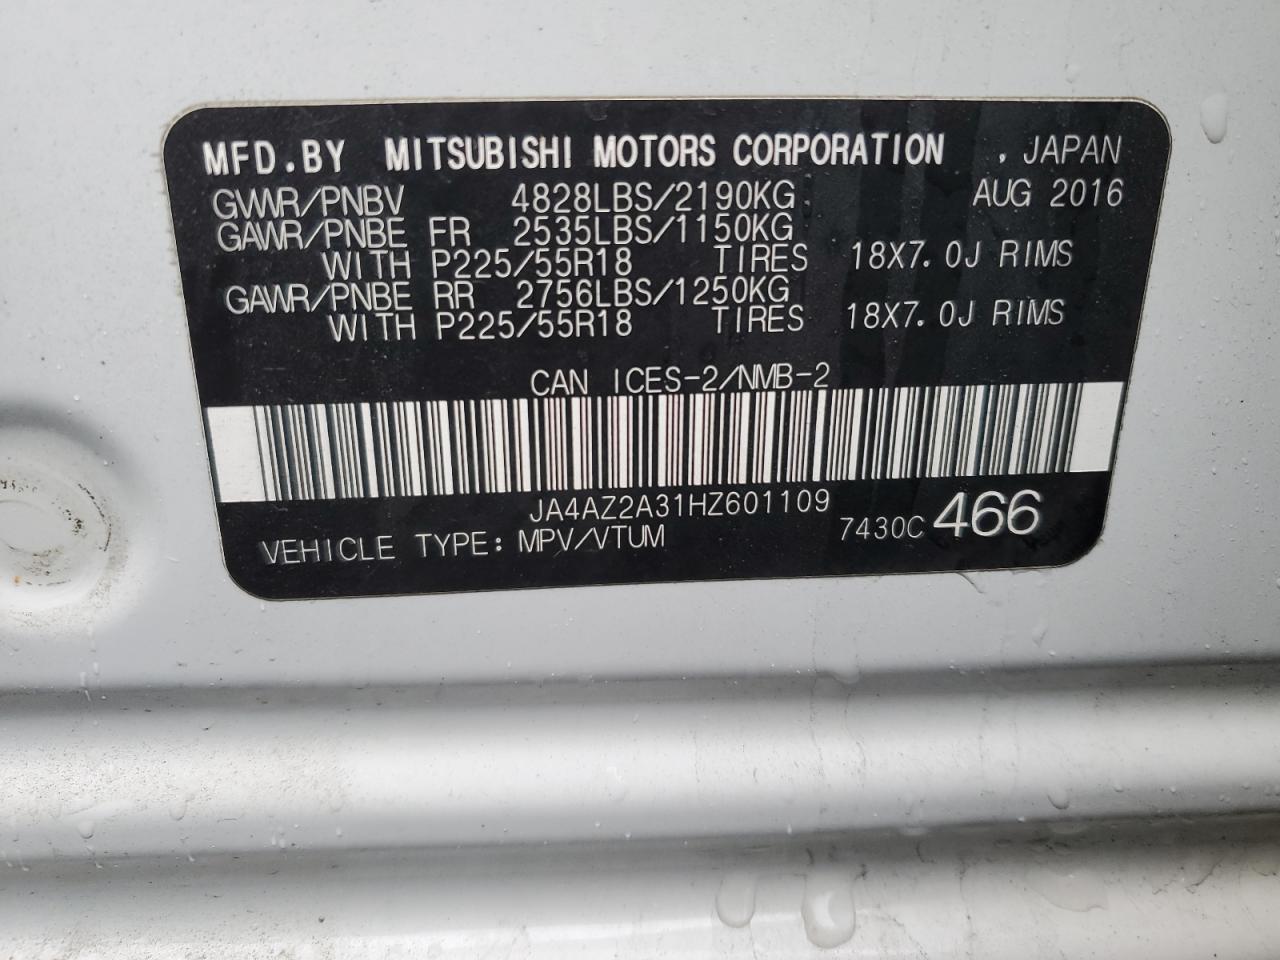 MFD.BY MITSUBISHI MOTORS CORPORATION , JAPAN
GVWR/PNBV 4828LBS/2190KG AUG 2016
GAWR/PNBE FR 2535LBS/1150KG
WITH P225/55R18 TIRES 18X7.0J RIMS
GAWR/PNBE RR 2756LBS/1250KG
WITH P225/55R18 TIRES 18X7.0J RIMS
CAN ICES-2/NMB-2
JA4AZ2A31HZ601109
VEHICLE TYPE: MPV/VTUM 7430C 466